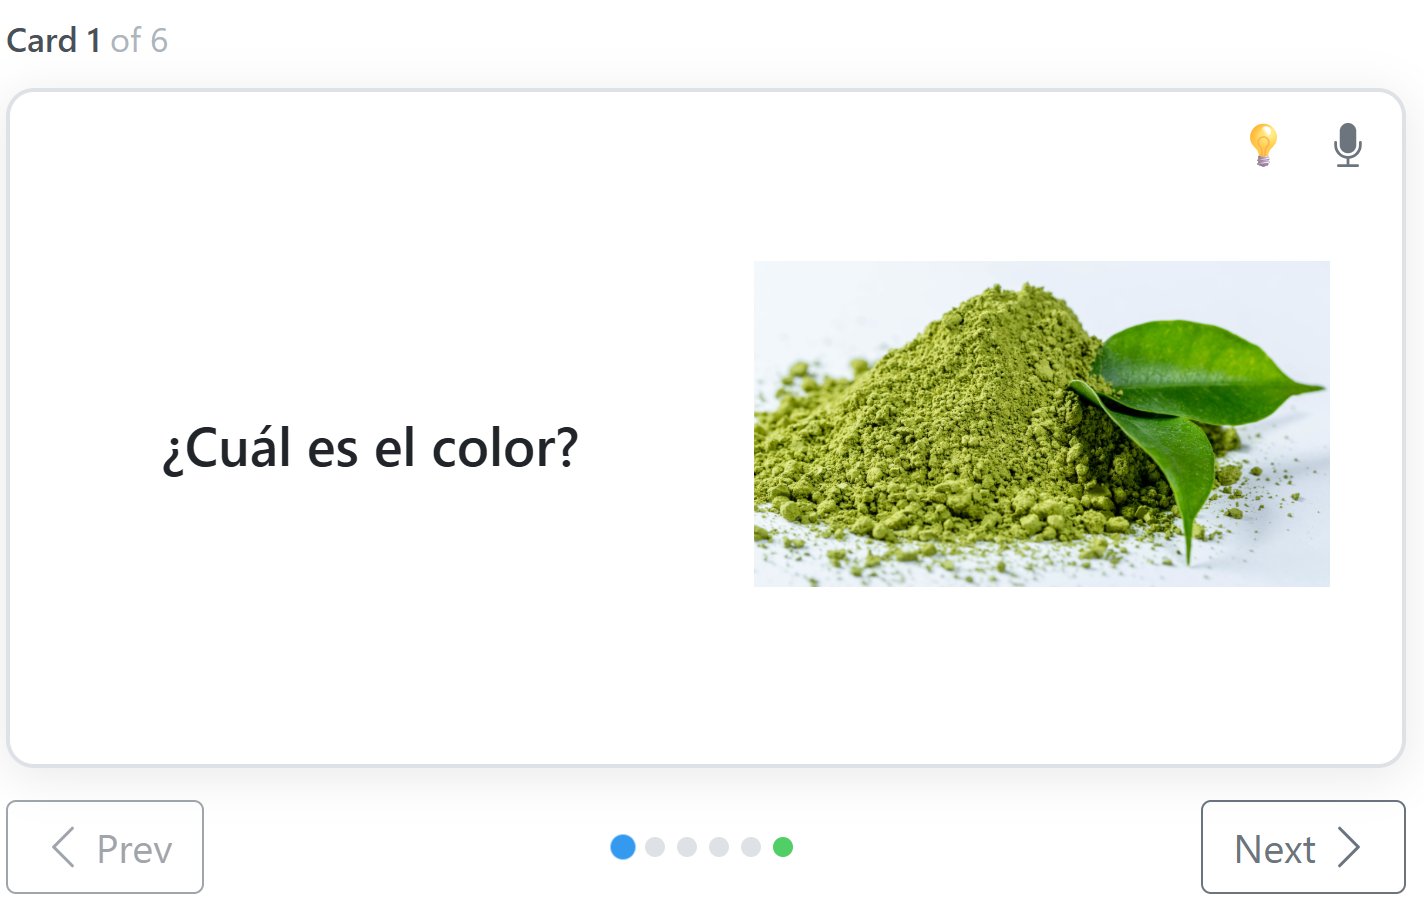 Card 1 of 6
¿Cuál es el color?
Prev
Next